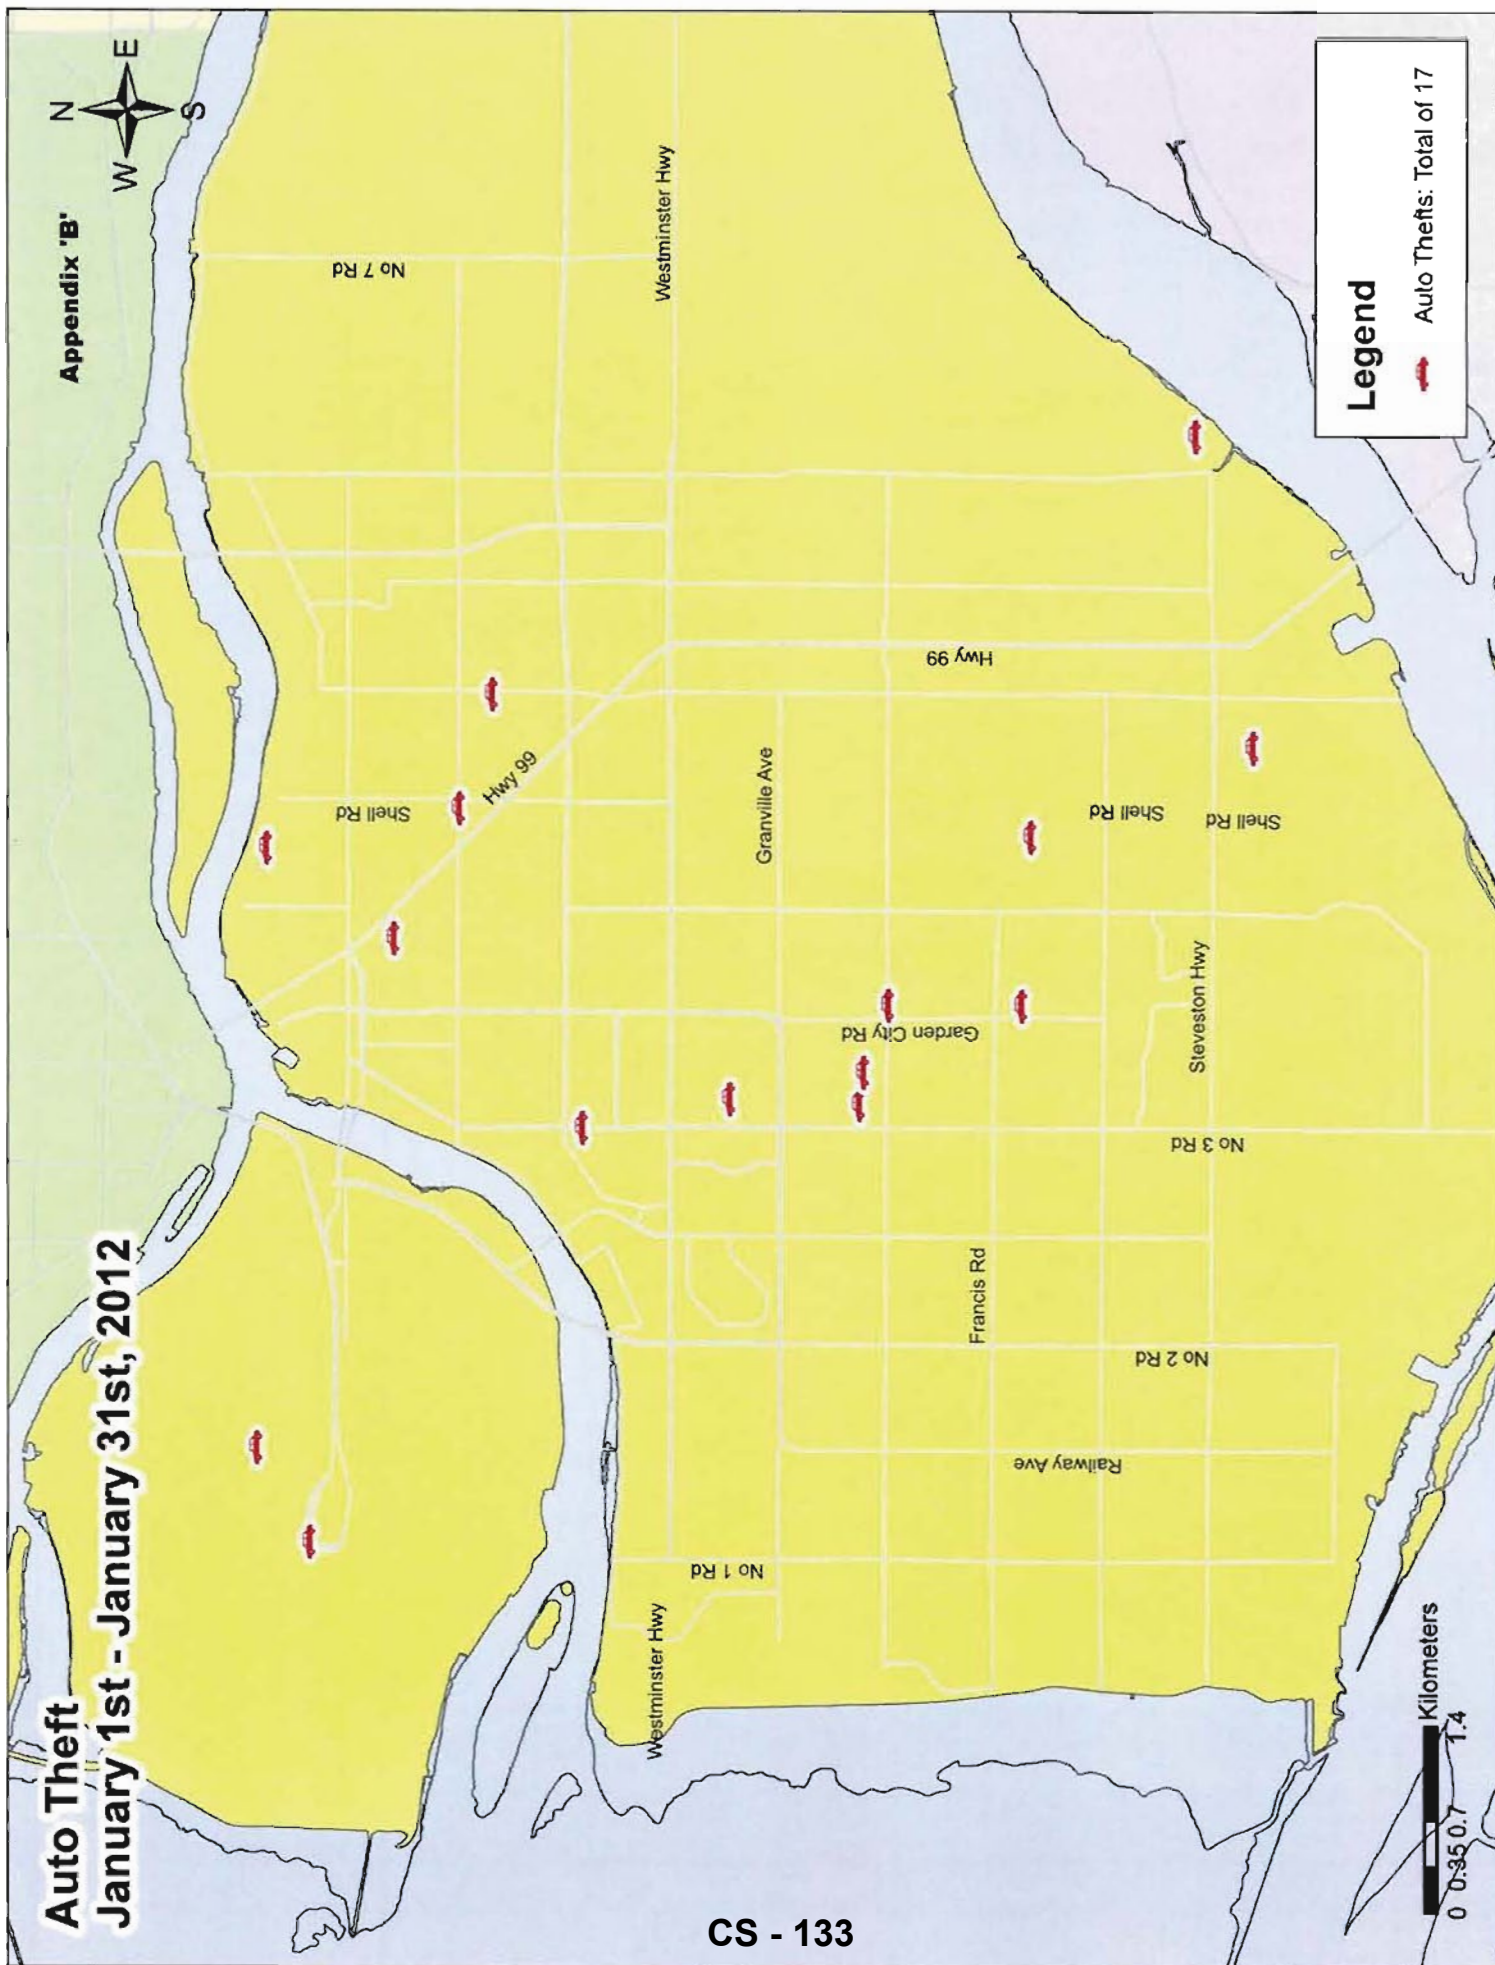 Auto Theft
January 1st - January 31st, 2012
Appendix 'B'
N
W
E
S
No 7 Rd
Westminster Hwy
Shell Rd
Hwy 99
Hwy 99
Granville Ave
Shell Rd
Shell Rd
Garden City Rd
Steveston Hwy
No 3 Rd
Francis Rd
No 2 Rd
Railway Ave
No 1 Rd
Westminster Hwy
Legend
Auto Thefts: Total of 17
Kilometers
0 0.35 0.7 1.4
CS - 133